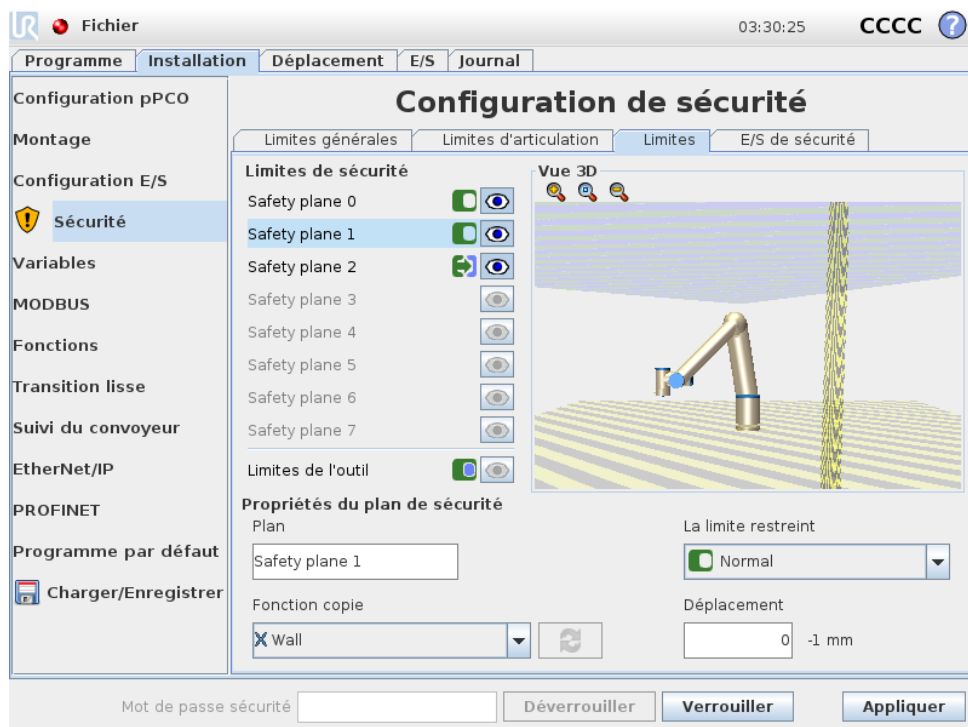 UR Fichier 03:30:25 CCCC ?
Programme Installation Déplacement E/S Journal
Configuration pPCO
Montage
Configuration E/S
Sécurité
Variables
MODBUS
Fonctions
Transition lisse
Suivi du convoyeur
EtherNet/IP
PROFINET
Programme par défaut
Charger/Enregistrer
Configuration de sécurité
Limites générales Limites d'articulation Limites E/S de sécurité
Limites de sécurité
Safety plane 0
Safety plane 1
Safety plane 2
Safety plane 3
Safety plane 4
Safety plane 5
Safety plane 6
Safety plane 7
Limites de l'outil
Vue 3D
Propriétés du plan de sécurité
Plan
Safety plane 1
La limite restreint
Normal
Fonction copie
Wall
Déplacement
0 -1 mm
Mot de passe sécurité Déverrouiller Verrouiller Appliquer